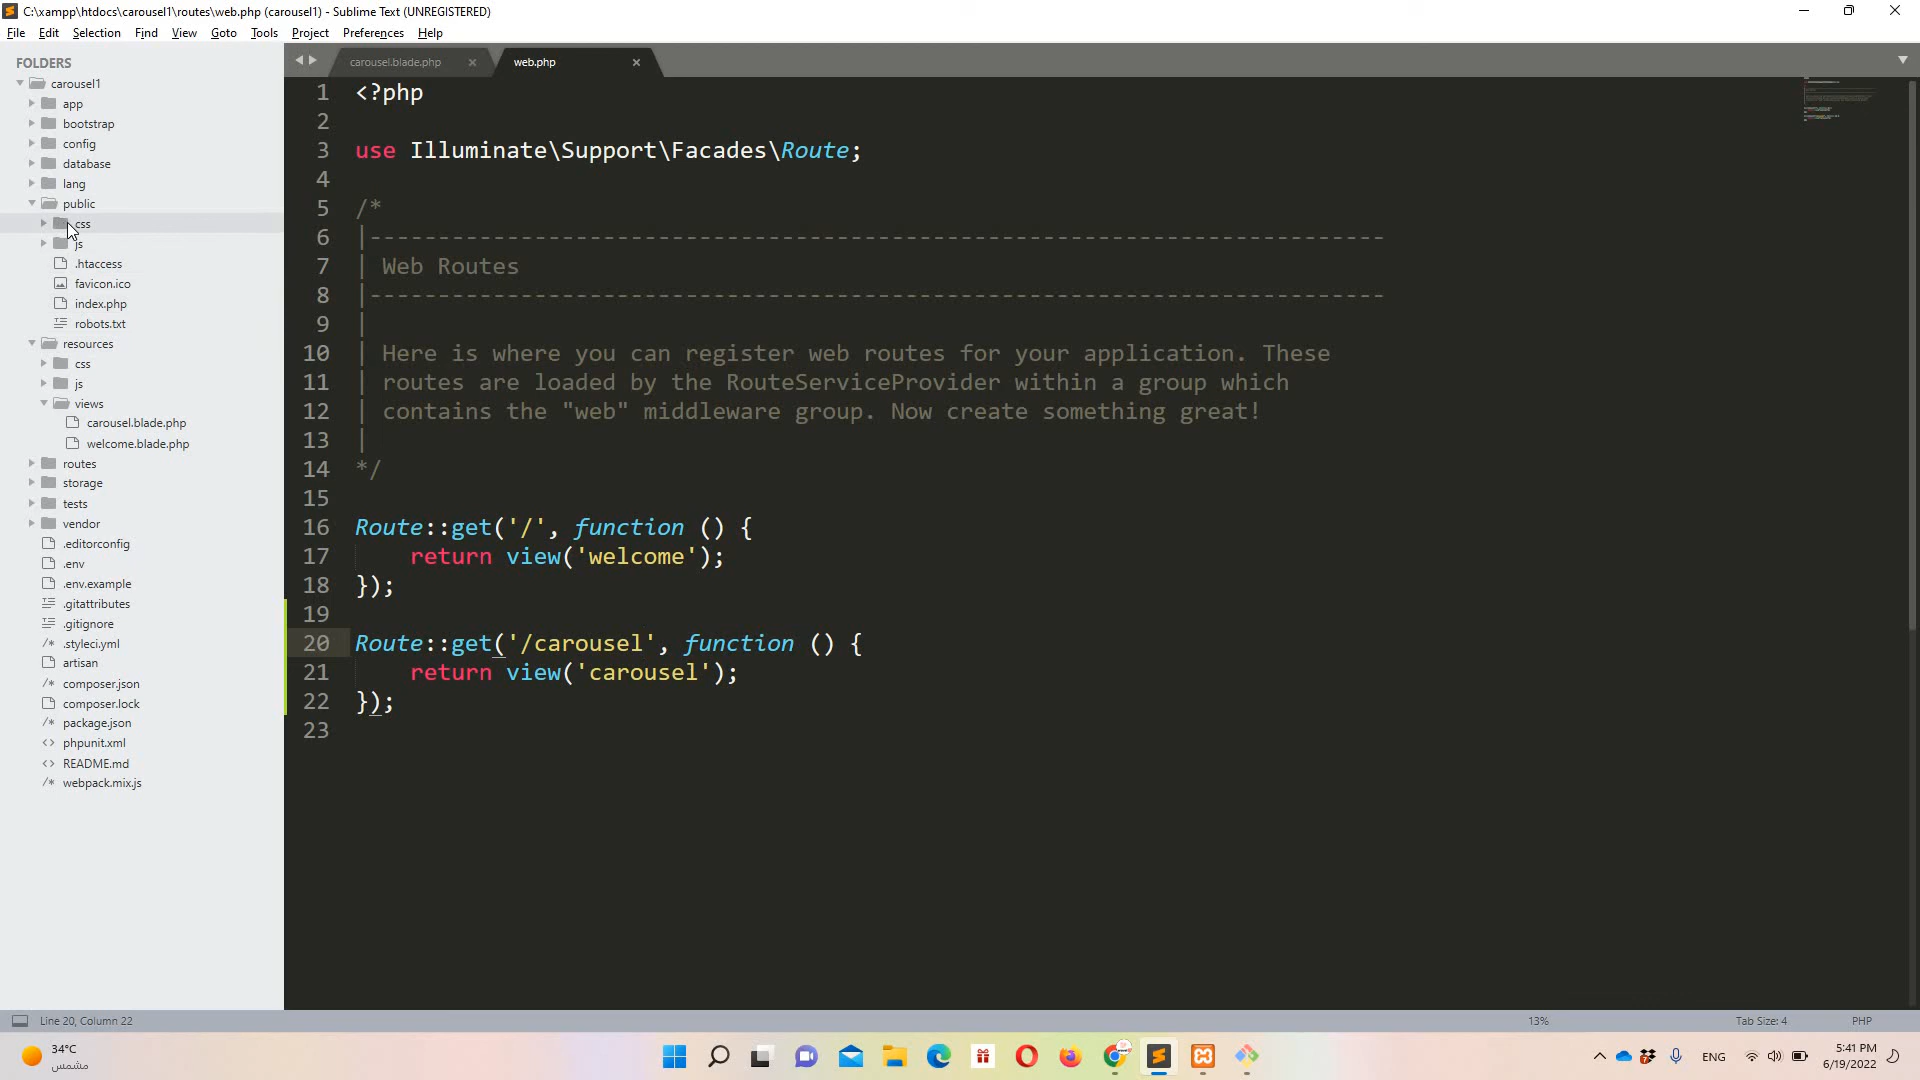 C:\xampp\htdocs\carousel1\routes\web.php (carousel1) - Sublime Text (UNREGISTERED)
File Edit Selection Find View Goto Tools Project Preferences Help
FOLDERS
carousel1
app
bootstrap
config
database
lang
public
css
js
.htaccess
favicon.ico
index.php
robots.txt
resources
css
js
views
carousel.blade.php
welcome.blade.php
routes
storage
tests
vendor
.editorconfig
.env
.env.example
.gitattributes
.gitignore
/* .styleci.yml
artisan
/* composer.json
composer.lock
/* package.json
<> phpunit.xml
<> README.md
/* webpack.mix.js
carousel.blade.php × web.php ×
1 <?php
2
3 use Illuminate\Support\Facades\Route;
4
5 /*
6 |--------------------------------------------------------------------------
7 | Web Routes
8 |--------------------------------------------------------------------------
9 |
10 | Here is where you can register web routes for your application. These
11 | routes are loaded by the RouteServiceProvider within a group which
12 | contains the "web" middleware group. Now create something great!
13 |
14 */
15
16 Route::get('/', function () {
17     return view('welcome');
18 });
19
20 Route::get('/carousel', function () {
21     return view('carousel');
22 });
23
Line 20, Column 22 13% Tab Size: 4 PHP
34°C
مشمس
ENG
5:41 PM
6/19/2022